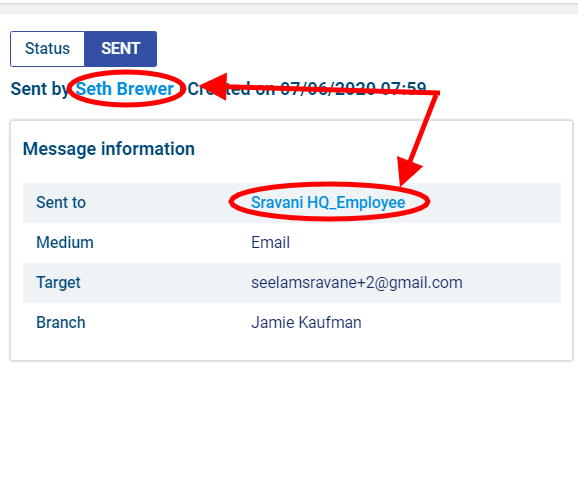 Status SENT
Sent by Seth Brewer | Created on 07/06/2020 07:59
Message information
Sent to Sravani HQ_Employee
Medium Email
Target seelamsravane+2@gmail.com
Branch Jamie Kaufman